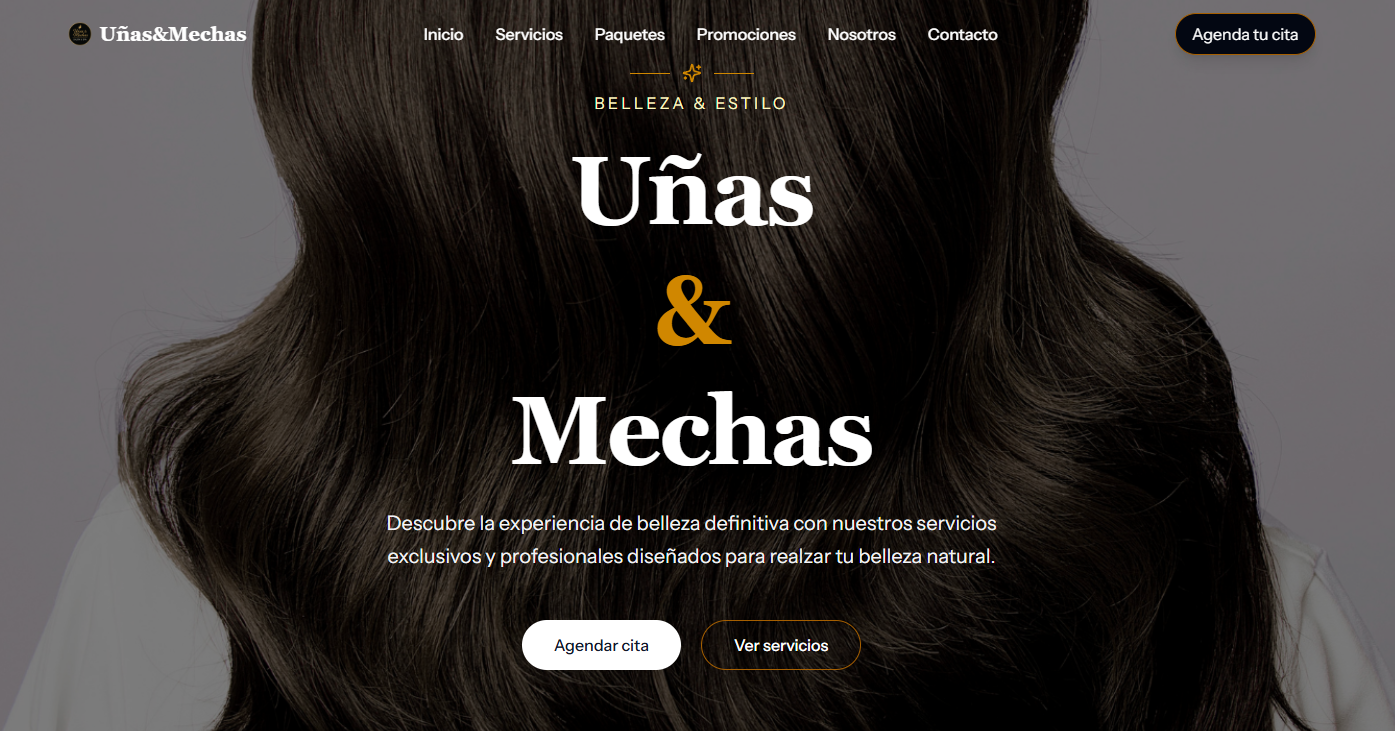 Uñas&Mechas
Inicio Servicios Paquetes Promociones Nosotros Contacto
Agenda tu cita
BELLEZA & ESTILO
Uñas
&
Mechas
Descubre la experiencia de belleza definitiva con nuestros servicios
exclusivos y profesionales diseñados para realzar tu belleza natural.
Agendar cita
Ver servicios